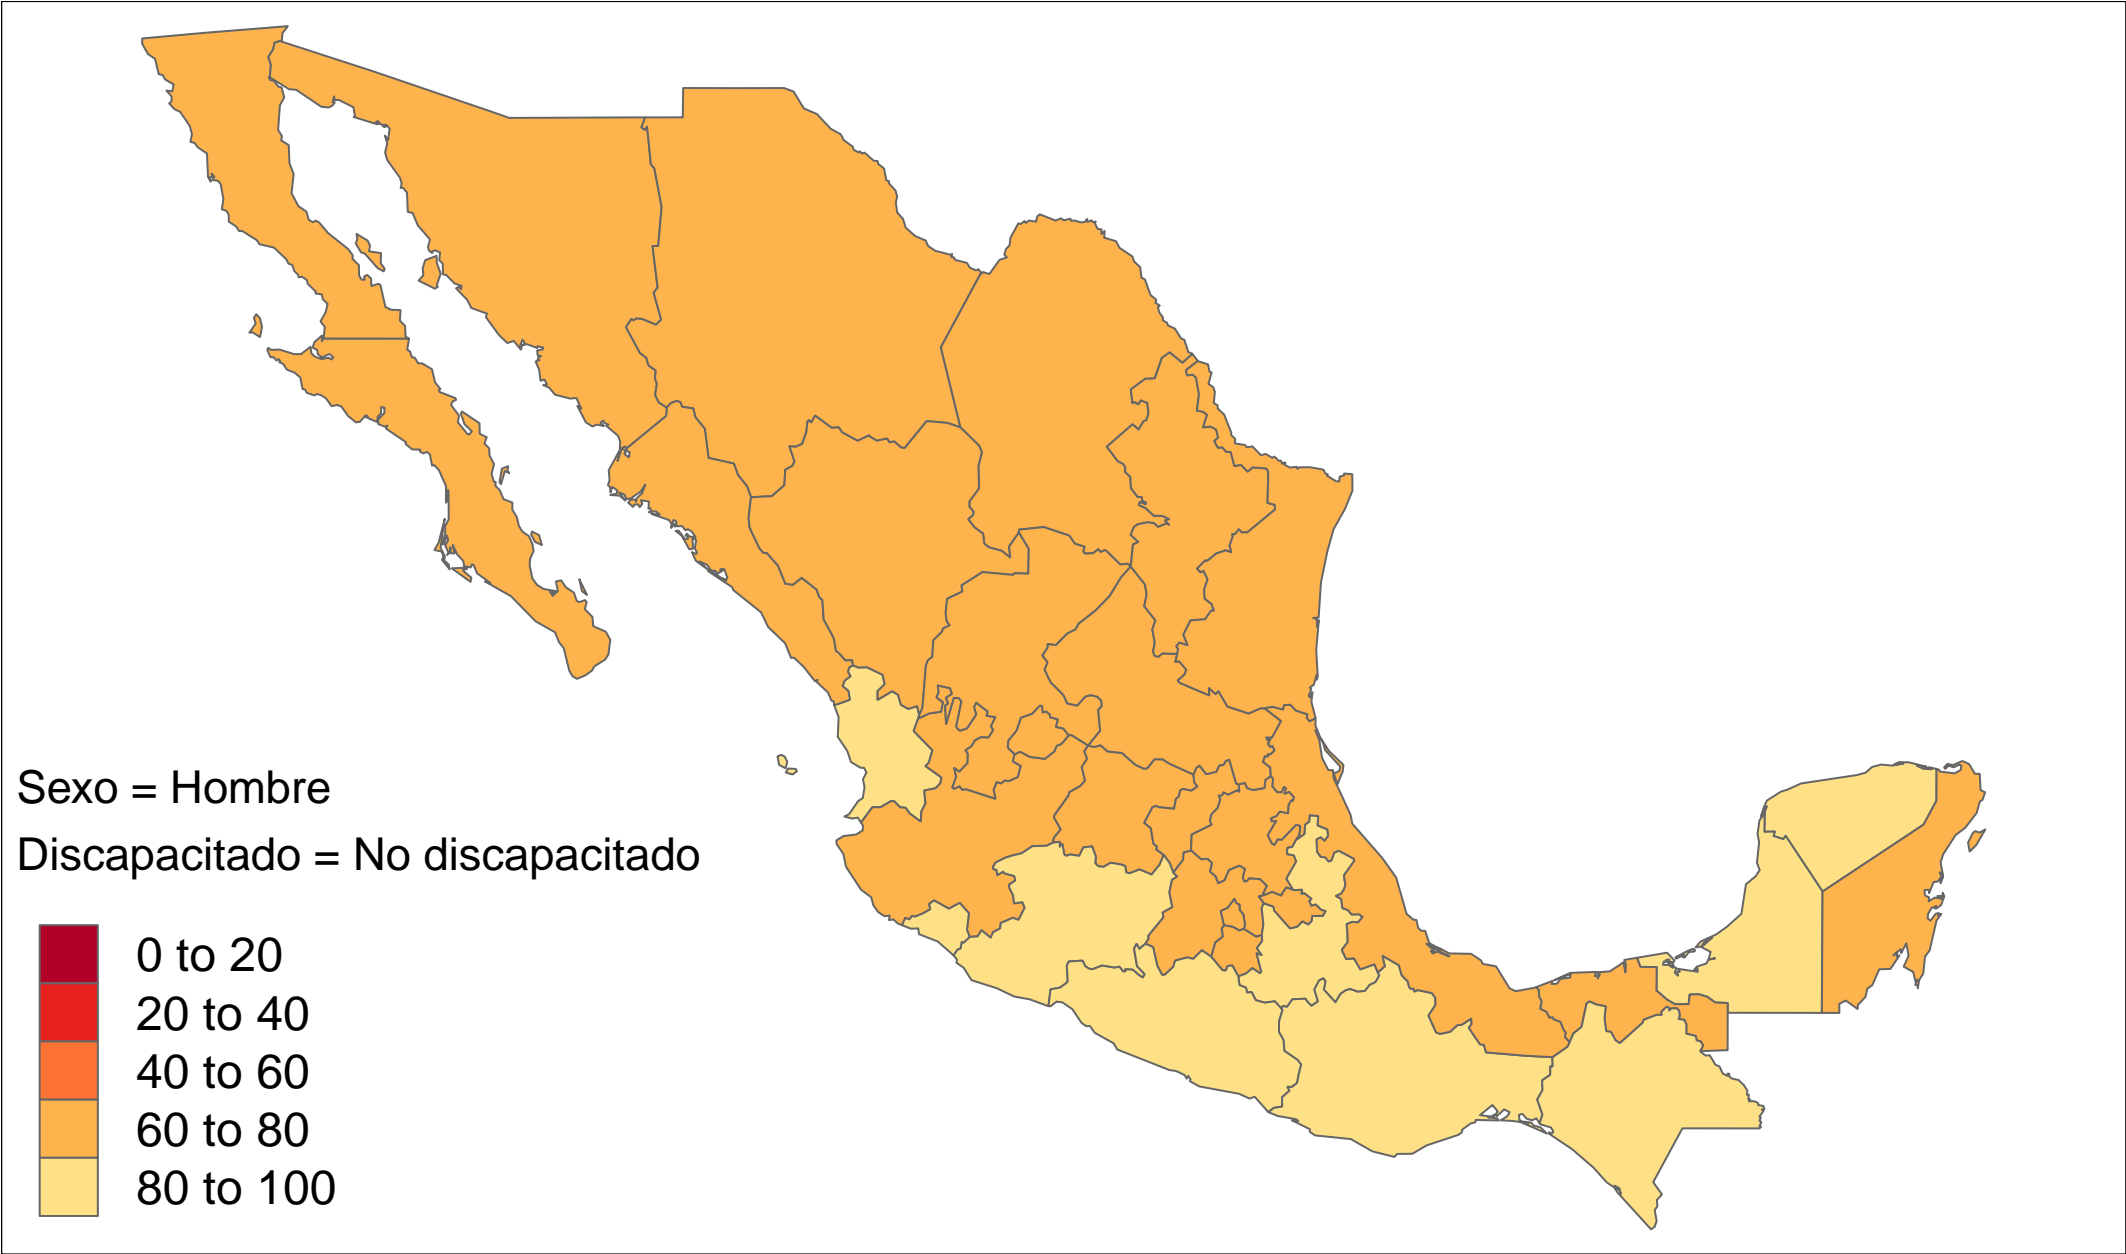 Sexo = Hombre
Discapacitado = No discapacitado
0 to 20
20 to 40
40 to 60
60 to 80
80 to 100